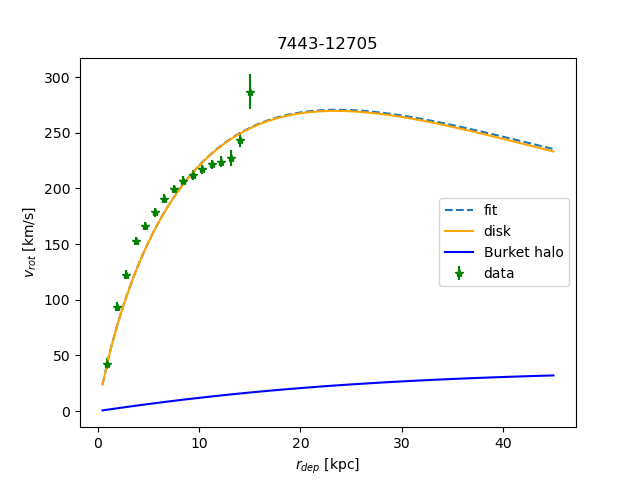 7443-12705
300
250
200
150
100
50
0
v_rot [km/s]
fit
disk
Burket halo
data
0 10 20 30 40
r_dep [kpc]